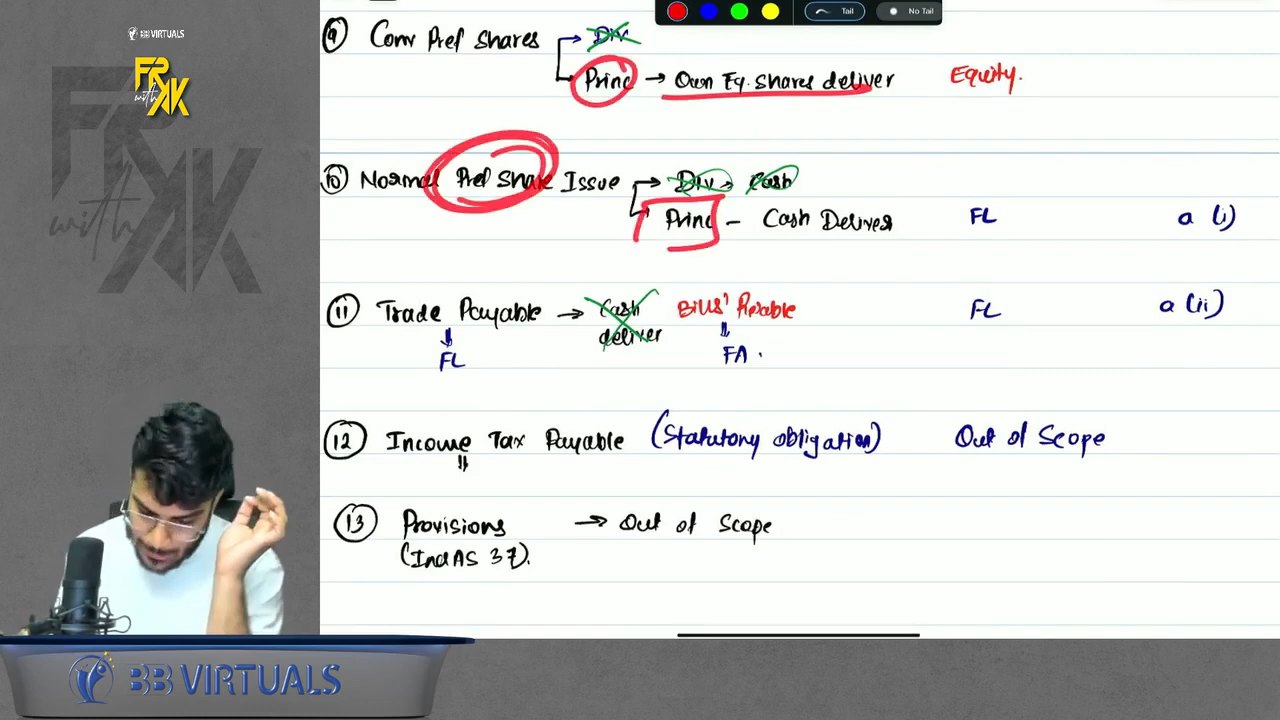 Tail
No Tail
BB VIRTUALS
FR
with
AK
FR
with
AK
9 Conv Pref Shares → Div
Princ → Own Eq. Shares deliver Equity.
10 Normal Pref Share Issue → Div → Cash
Princ - Cash Deliver FL a (i)
11 Trade Payable → Cash Bills' FL a (ii)
deliver
FL FA.
12 Income Tax Payable (Statutory obligation) Out of Scope
13 Provisions → Out of Scope
(Ind AS 37).
BB VIRTUALS